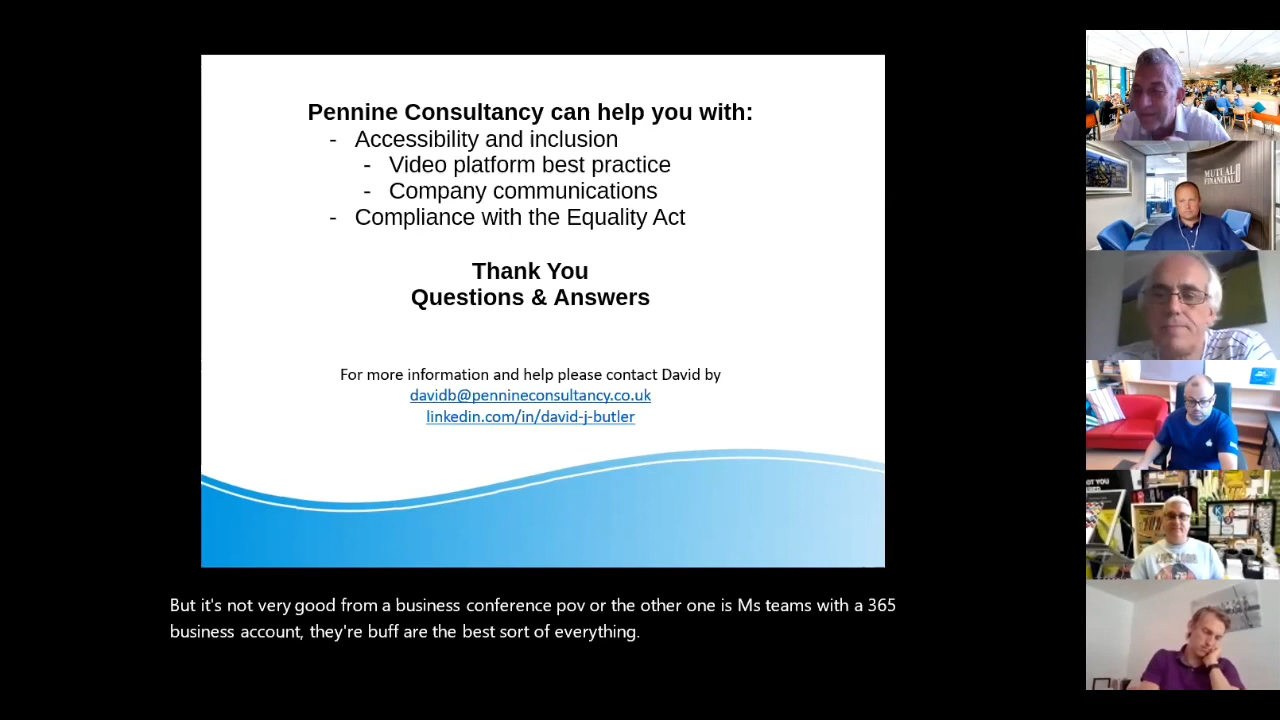 Pennine Consultancy can help you with:
- Accessibility and inclusion
- Video platform best practice
- Company communications
- Compliance with the Equality Act
Thank You
Questions & Answers
For more information and help please contact David by
davidb@pennineconsultancy.co.uk
linkedin.com/in/david-j-butler
But it's not very good from a business conference pov or the other one is Ms teams with a 365
business account, they're buff are the best sort of everything.
MUTUAL
FINANCIAL